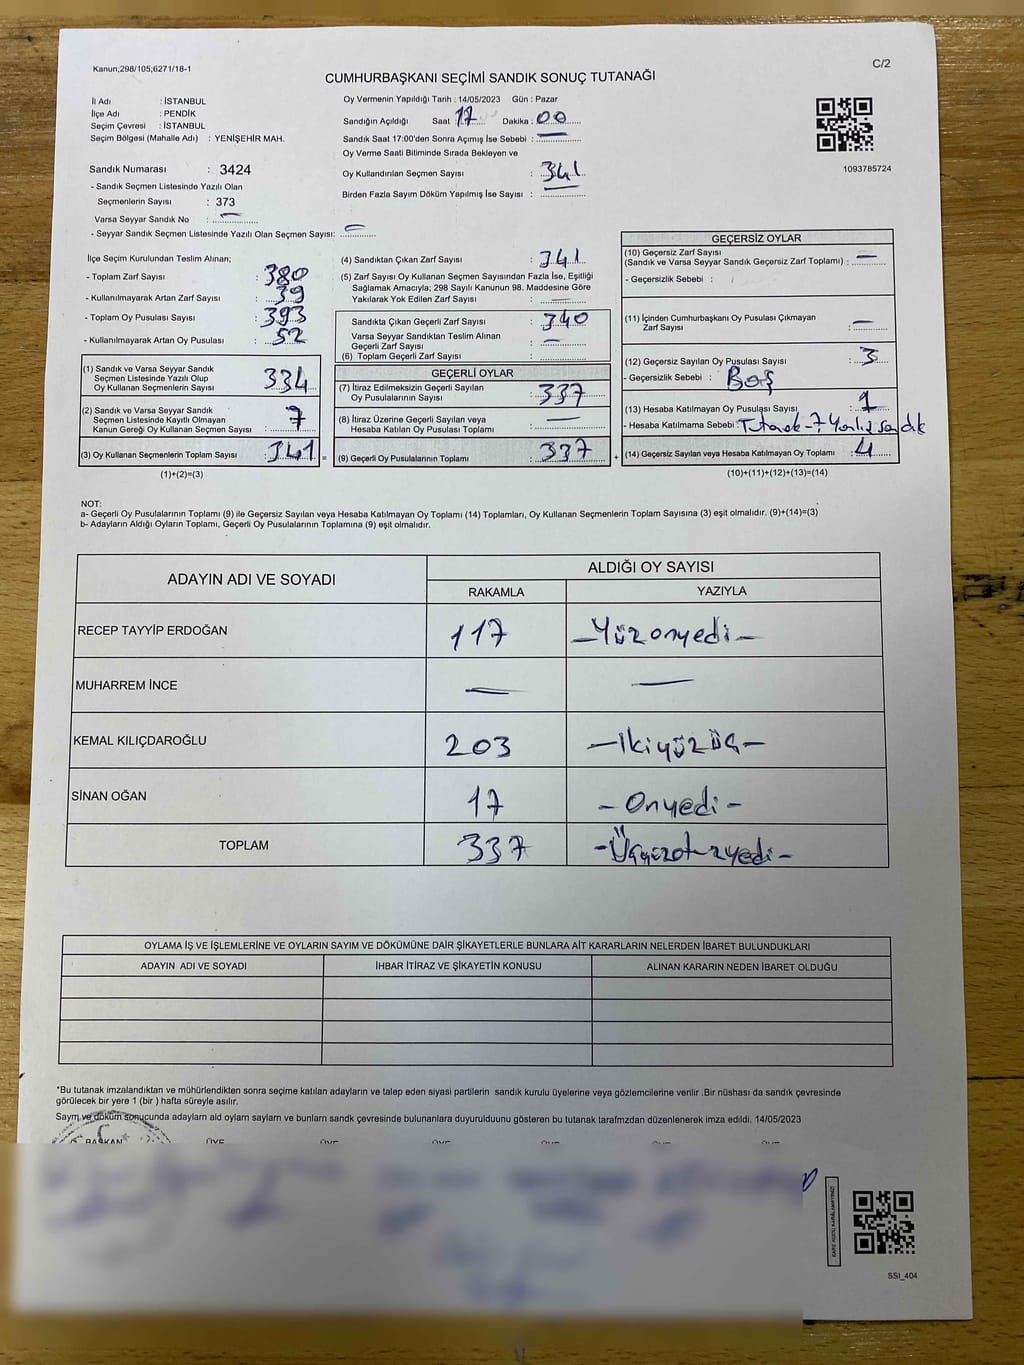 Kanun;298/105;6271/18-1
C/2
CUMHURBAŞKANI SEÇİMİ SANDIK SONUÇ TUTANAĞI
İl Adı : İSTANBUL
İlçe Adı : PENDİK
Seçim Çevresi : İSTANBUL
Seçim Bölgesi (Mahalle Adı) : YENİŞEHİR MAH.
Oy Vermenin Yapıldığı Tarih : 14/05/2023 Gün : Pazar
Sandığın Açıldığı Saat : 17 Dakika : 00
Sandık Saat 17:00'den Sonra Açımış İse Sebebi : —
Oy Verme Saati Bitiminde Sırada Bekleyen ve
Oy Kullandırılan Seçmen Sayısı : 341
Birden Fazla Sayım Döküm Yapılmış İse Sayısı : —
1093785724
Sandık Numarası : 3424
- Sandık Seçmen Listesinde Yazılı Olan
Seçmenlerin Sayısı : 373
Varsa Seyyar Sandık No : —
- Seyyar Sandık Seçmen Listesinde Yazılı Olan Seçmen Sayısı: —
İlçe Seçim Kurulundan Teslim Alınan;
- Toplam Zarf Sayısı : 380
- Kullanılmayarak Artan Zarf Sayısı : 39
- Toplam Oy Pusulası Sayısı : 393
- Kullanılmayarak Artan Oy Pusulası : 52
(1) Sandık ve Varsa Seyyar Sandık
Seçmen Listesinde Yazılı Olup
Oy Kullanan Seçmenlerin Sayısı : 334
(2) Sandık ve Varsa Seyyar Sandık
Seçmen Listesinde Kayıtlı Olmayan
Kanun Gereği Oy Kullanan Seçmen Sayısı : 7
(3) Oy Kullanan Seçmenlerin Toplam Sayısı : 341
(1)+(2)=(3)
(4) Sandıktan Çıkan Zarf Sayısı : 341
(5) Zarf Sayısı Oy Kullanan Seçmen Sayısından Fazla İse, Eşitliği
Sağlamak Amacıyla; 298 Sayılı Kanunun 98. Maddesine Göre
Yakılarak Yok Edilen Zarf Sayısı : —
Sandıkta Çıkan Geçerli Zarf Sayısı : 340
Varsa Seyyar Sandıktan Teslim Alınan
Geçerli Zarf Sayısı : —
(6) Toplam Geçerli Zarf Sayısı :
GEÇERLİ OYLAR
(7) İtiraz Edilmeksizin Geçerli Sayılan
Oy Pusulalarının Sayısı : 337
(8) İtiraz Üzerine Geçerli Sayılan veya
Hesaba Katılan Oy Pusulası Toplamı : —
= (9) Geçerli Oy Pusulalarının Toplamı : 337 +
GEÇERSİZ OYLAR
(10) Geçersiz Zarf Sayısı
(Sandık ve Varsa Seyyar Sandık Geçersiz Zarf Toplamı) : —
- Geçersizlik Sebebi :
(11) İçinden Cumhurbaşkanı Oy Pusulası Çıkmayan
Zarf Sayısı : —
(12) Geçersiz Sayılan Oy Pusulası Sayısı : 3
- Geçersizlik Sebebi : Boş
(13) Hesaba Katılmayan Oy Pusulası Sayısı : 1
- Hesaba Katılmama Sebebi : Tutanak-7 Yanlış sandık
(14) Geçersiz Sayılan veya Hesaba Katılmayan Oy Toplamı : 4
(10)+(11)+(12)+(13)=(14)
NOT:
a- Geçerli Oy Pusulalarının Toplamı (9) ile Geçersiz Sayılan veya Hesaba Katılmayan Oy Toplamı (14) Toplamları, Oy Kullanan Seçmenlerin Toplam Sayısına (3) eşit olmalıdır. (9)+(14)=(3)
b- Adayların Aldığı Oyların Toplamı, Geçerli Oy Pusulalarının Toplamına (9) eşit olmalıdır.
ADAYIN ADI VE SOYADI
ALDIĞI OY SAYISI
RAKAMLA YAZIYLA
RECEP TAYYİP ERDOĞAN 117 -Yüzonyedi-
MUHARREM İNCE — —
KEMAL KILIÇDAROĞLU 203 -İkiyüzüç-
SİNAN OĞAN 17 -Onyedi-
TOPLAM 337 -Üçyüzotuzyedi-
OYLAMA İŞ VE İŞLEMLERİNE VE OYLARIN SAYIM VE DÖKÜMÜNE DAİR ŞİKAYETLERLE BUNLARA AİT KARARLARIN NELERDEN İBARET BULUNDUKLARI
ADAYIN ADI VE SOYADI İHBAR İTİRAZ VE ŞİKAYETİN KONUSU ALINAN KARARIN NEDEN İBARET OLDUĞU
*Bu tutanak imzalandıktan ve mühürlendikten sonra seçime katılan adayların ve talep eden siyasi partilerin sandık kurulu üyelerine veya gözlemcilerine verilir .Bir nüshası da sandık çevresinde
görülecek bir yere 1 (bir ) hafta süreyle asılır.
Sayım ve döküm sonucunda adayların ald oylarn saylarn ve bunlarn sandk çevresinde bulunanlara duyurulduunu gösteren bu tutanak tarafmzdan düzenlenerek imza edildi. 14/05/2023
BAŞKAN ÜYE ÜYE ÜYE ÜYE ÜYE ÜYE
SSI_404